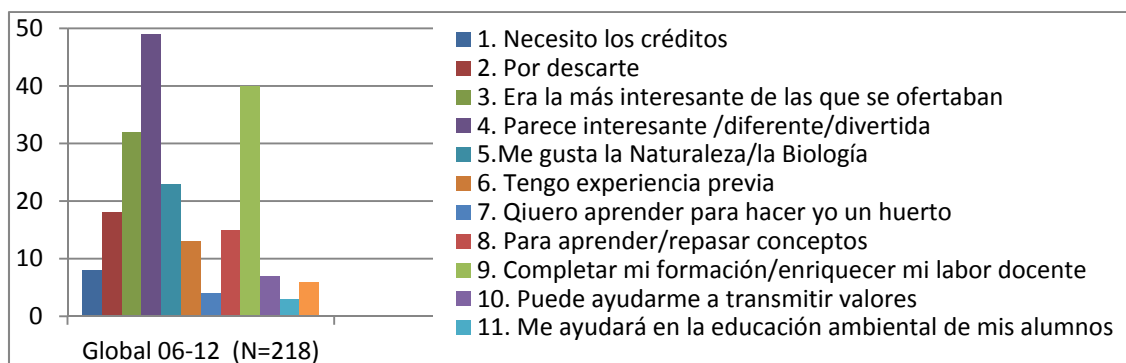 50
40
30
20
10
0
Global 06-12 (N=218)
1. Necesito los créditos
2. Por descarte
3. Era la más interesante de las que se ofertaban
4. Parece interesante /diferente/divertida
5.Me gusta la Naturaleza/la Biología
6. Tengo experiencia previa
7. Qiuero aprender para hacer yo un huerto
8. Para aprender/repasar conceptos
9. Completar mi formación/enriquecer mi labor docente
10. Puede ayudarme a transmitir valores
11. Me ayudará en la educación ambiental de mis alumnos